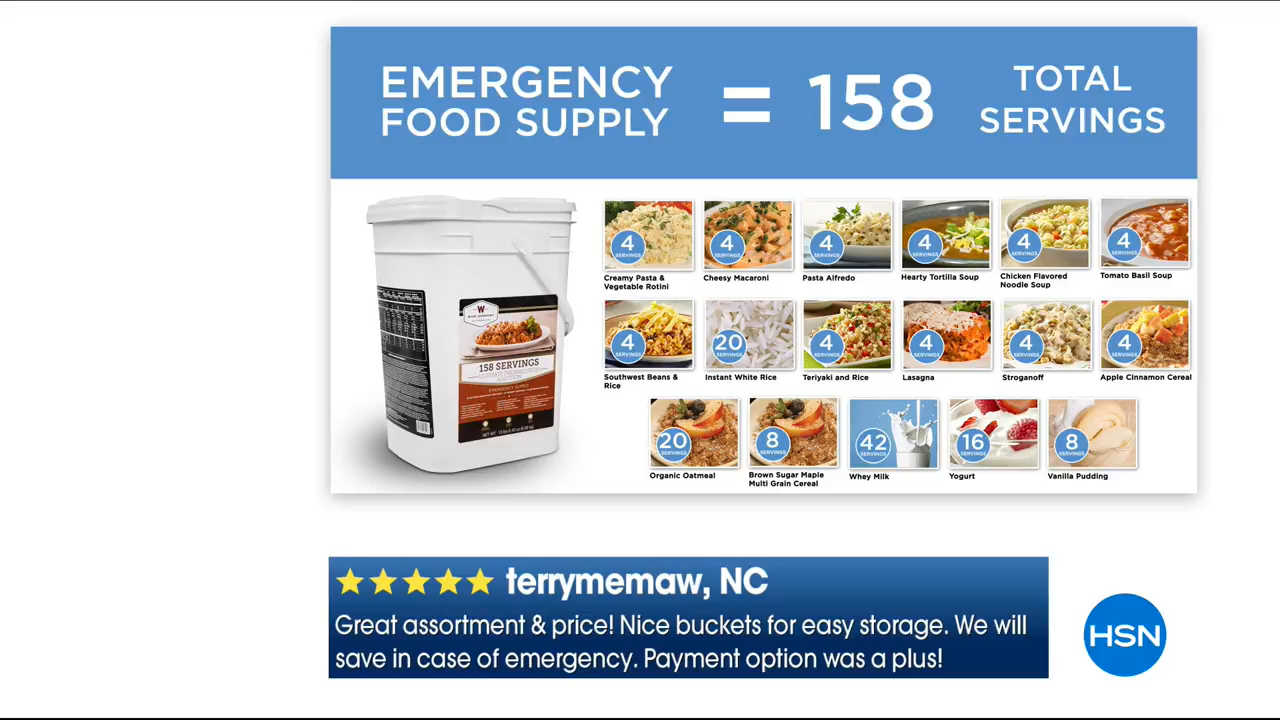 EMERGENCY
FOOD SUPPLY
=
158
TOTAL
SERVINGS
4
SERVINGS
Creamy Pasta &
Vegetable Rotini
4
SERVINGS
Cheesy Macaroni
4
SERVINGS
Pasta Alfredo
4
SERVINGS
Hearty Tortilla Soup
4
SERVINGS
Chicken Flavored
Noodle Soup
4
SERVINGS
Tomato Basil Soup
4
SERVINGS
Southwest Beans &
Rice
20
SERVINGS
Instant White Rice
4
SERVINGS
Teriyaki and Rice
4
SERVINGS
Lasagna
4
SERVINGS
Stroganoff
4
SERVINGS
Apple Cinnamon Cereal
20
SERVINGS
Organic Oatmeal
8
SERVINGS
Brown Sugar Maple
Multi Grain Cereal
42
SERVINGS
Whey Milk
16
SERVINGS
Yogurt
8
SERVINGS
Vanilla Pudding
W
158 SERVINGS
EMERGENCY SUPPLY
terrymemaw, NC
Great assortment & price! Nice buckets for easy storage. We will
save in case of emergency. Payment option was a plus!
HSN